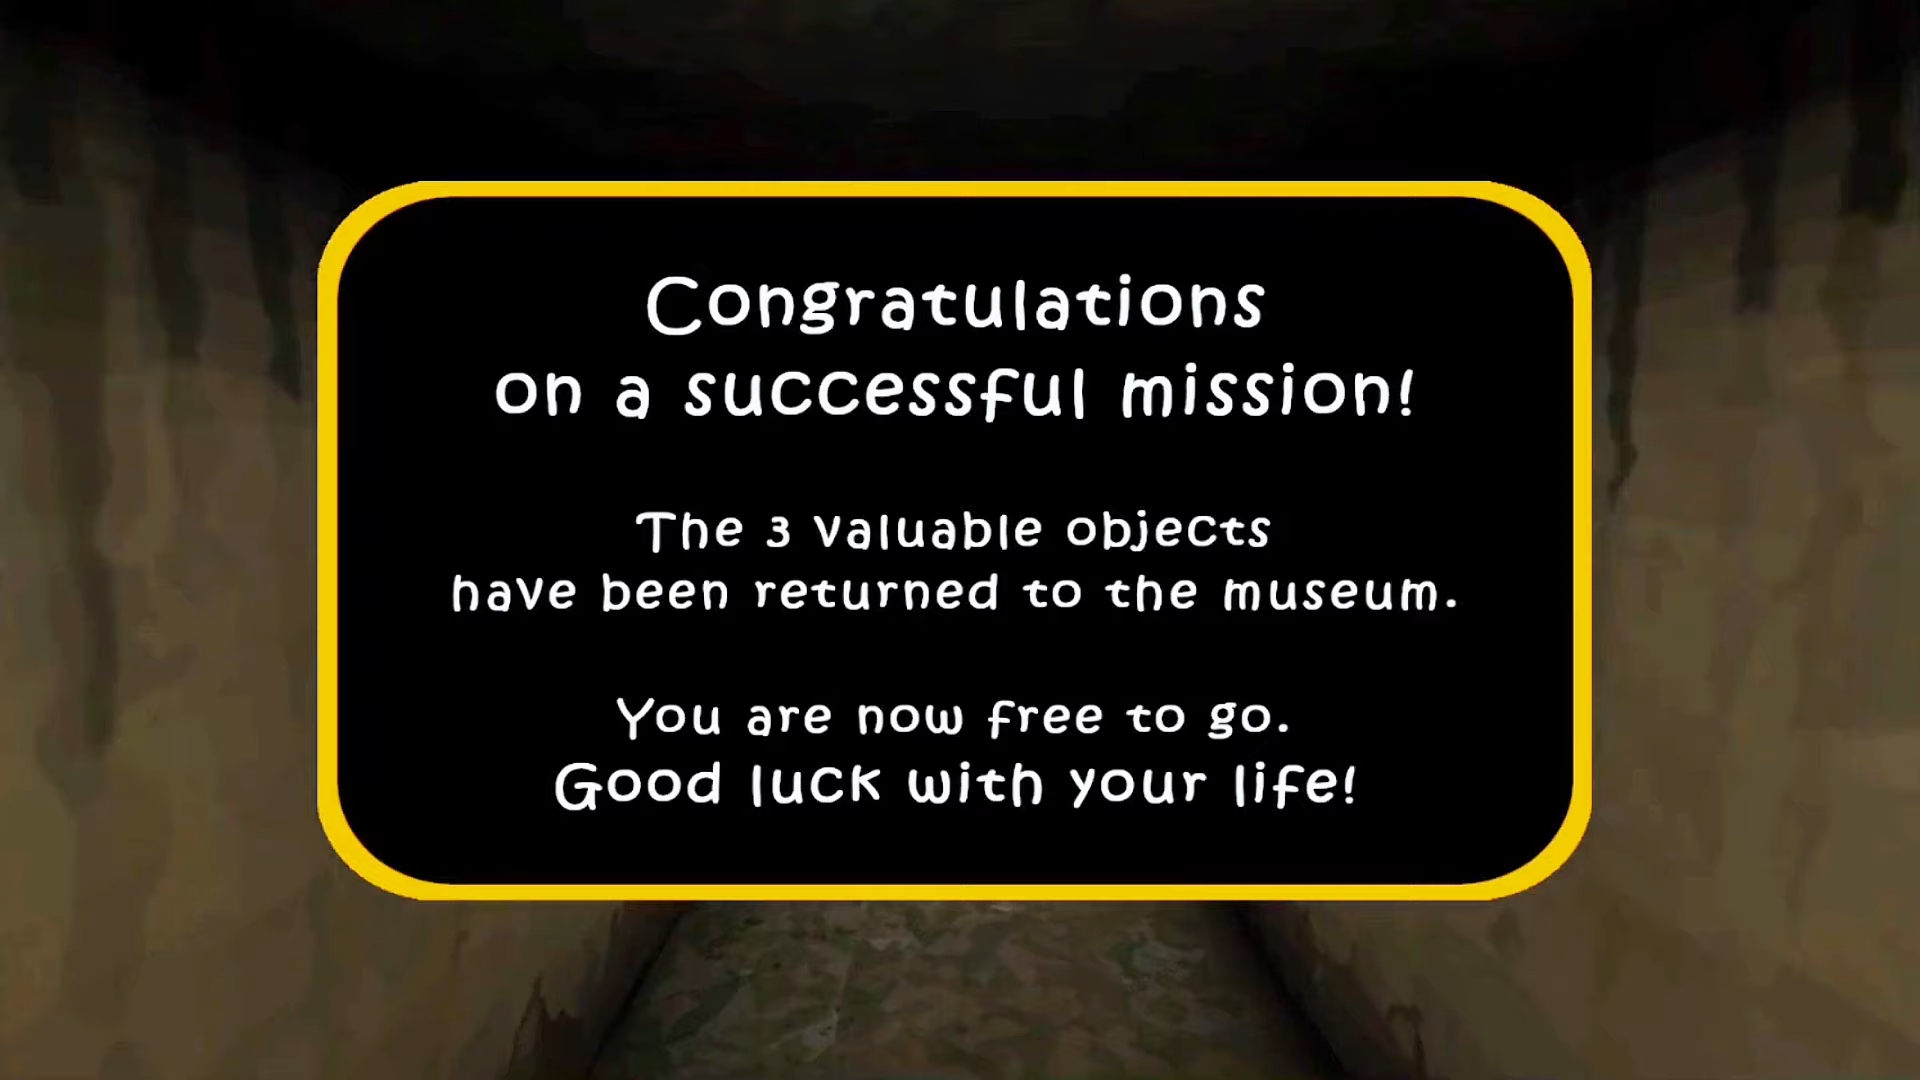 Congratulations
on a successful mission!
The 3 valuable objects
have been returned to the museum.
You are now free to go.
Good luck with your life!